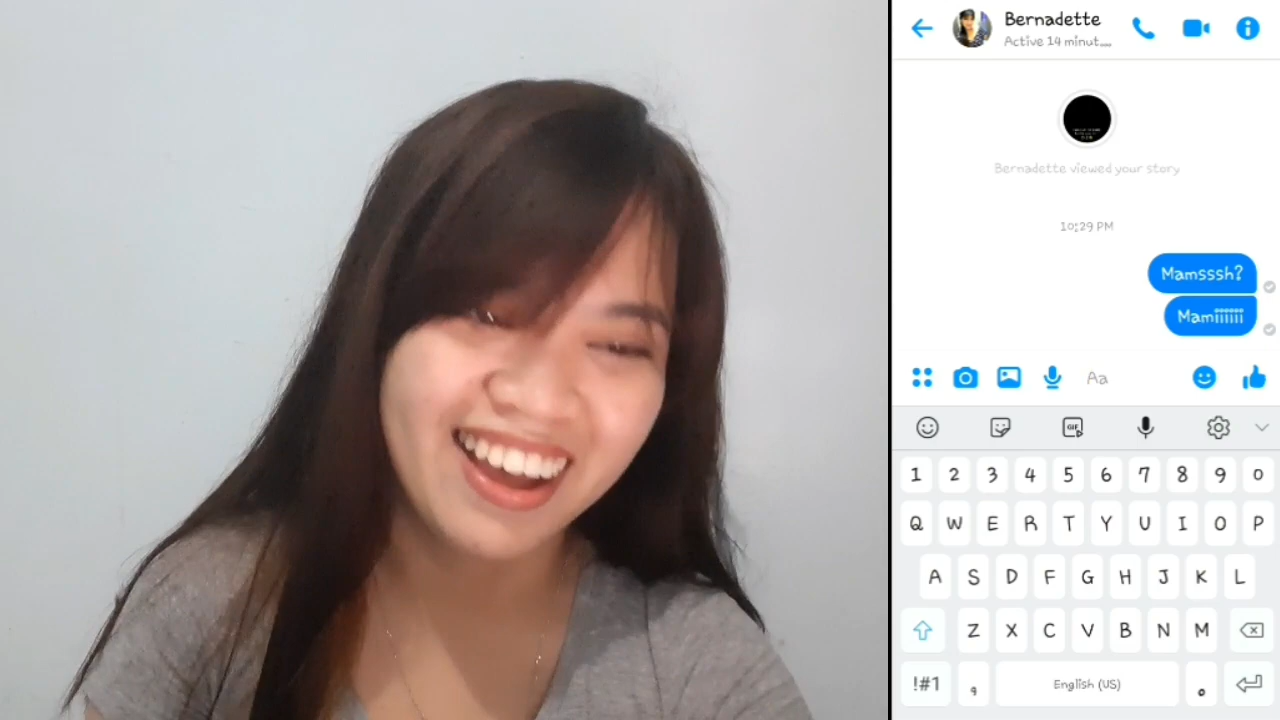 Bernadette
Active 14 minut...
Bernadette viewed your story
10:29 PM
Mamsssh?
Mamiiiiii
Aa
GIF
1 2 3 4 5 6 7 8 9 0
Q W E R T Y U I O P
A S D F G H J K L
Z X C V B N M
!#1 , English (US) .